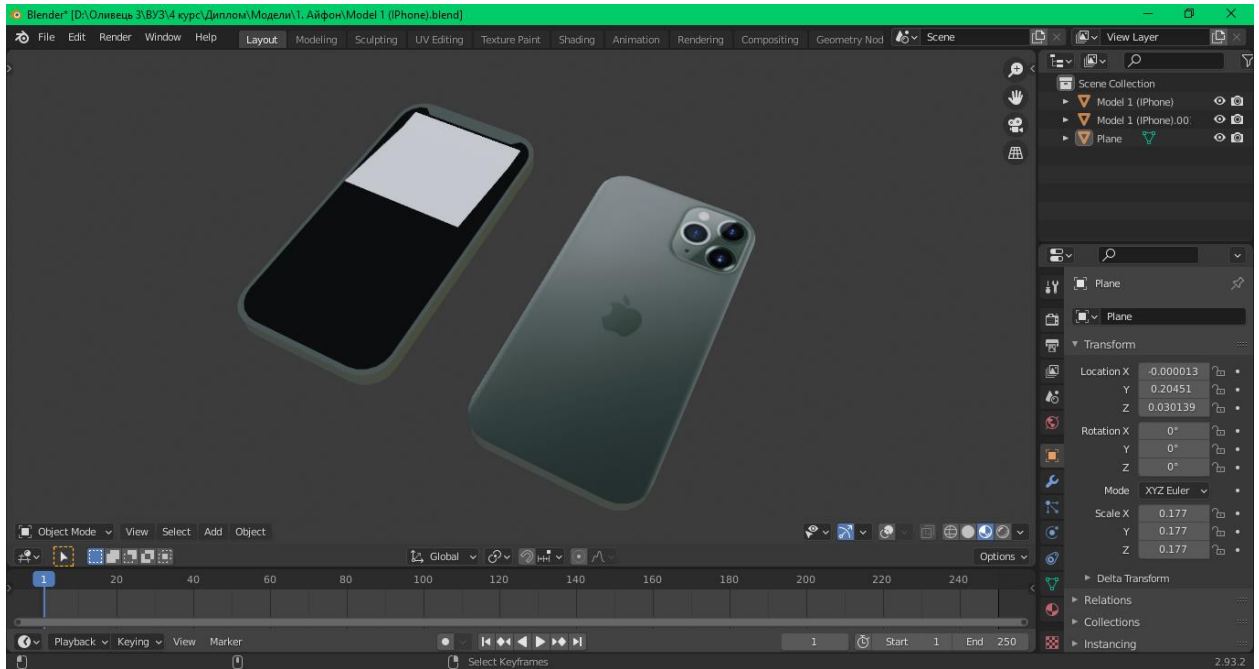 Blender* [D:\Оливець З\ВУЗ\4 курс\Диплом\Модели\1. Айфон\Model 1 (IPhone).blend]
File Edit Render Window Help Layout Modeling Sculpting UV Editing Texture Paint Shading Animation Rendering Compositing Geometry Nod Scene View Layer
Scene Collection
Model 1 (IPhone)
Model 1 (IPhone).00
Plane
Plane
Plane
Transform
Location X -0.000013
Y 0.20451
Z 0.030139
Rotation X 0°
Y 0°
Z 0°
Mode XYZ Euler
Scale X 0.177
Y 0.177
Z 0.177
Delta Transform
Relations
Collections
Instancing
Object Mode View Select Add Object
Global Options
1 20 40 60 80 100 120 140 160 180 200 220 240
Playback Keying View Marker 1 Start 1 End 250
Select Keyframes 2.93.2